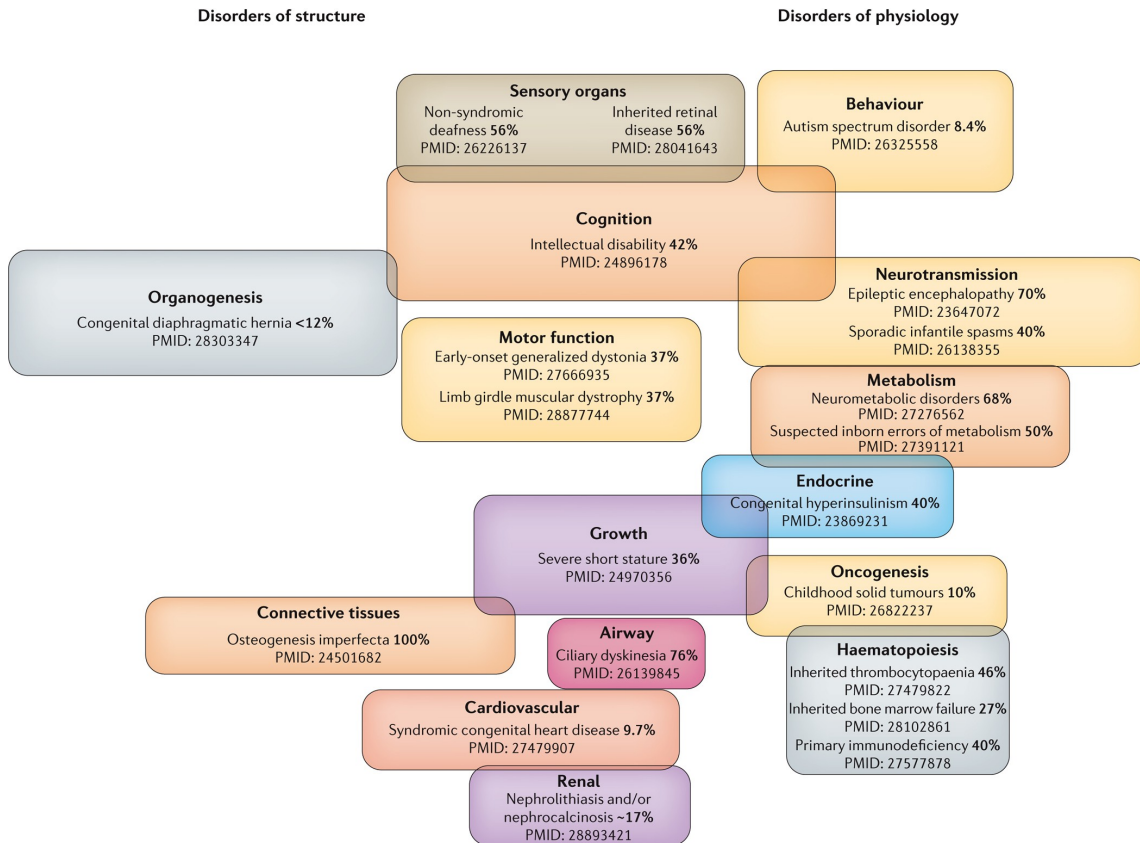 Disorders of structure
Disorders of physiology
Sensory organs
Non-syndromic
deafness 56%
PMID: 26226137
Inherited retinal
disease 56%
PMID: 28041643
Behaviour
Autism spectrum disorder 8.4%
PMID: 26325558
Cognition
Intellectual disability 42%
PMID: 24896178
Organogenesis
Congenital diaphragmatic hernia <12%
PMID: 28303347
Neurotransmission
Epileptic encephalopathy 70%
PMID: 23647072
Sporadic infantile spasms 40%
PMID: 26138355
Motor function
Early-onset generalized dystonia 37%
PMID: 27666935
Limb girdle muscular dystrophy 37%
PMID: 28877744
Metabolism
Neurometabolic disorders 68%
PMID: 27276562
Suspected inborn errors of metabolism 50%
PMID: 27391121
Endocrine
Congenital hyperinsulinism 40%
PMID: 23869231
Growth
Severe short stature 36%
PMID: 24970356
Oncogenesis
Childhood solid tumours 10%
PMID: 26822237
Connective tissues
Osteogenesis imperfecta 100%
PMID: 24501682
Airway
Ciliary dyskinesia 76%
PMID: 26139845
Haematopoiesis
Inherited thrombocytopaenia 46%
PMID: 27479822
Inherited bone marrow failure 27%
PMID: 28102861
Primary immunodeficiency 40%
PMID: 27577878
Cardiovascular
Syndromic congenital heart disease 9.7%
PMID: 27479907
Renal
Nephrolithiasis and/or
nephrocalcinosis ~17%
PMID: 28893421